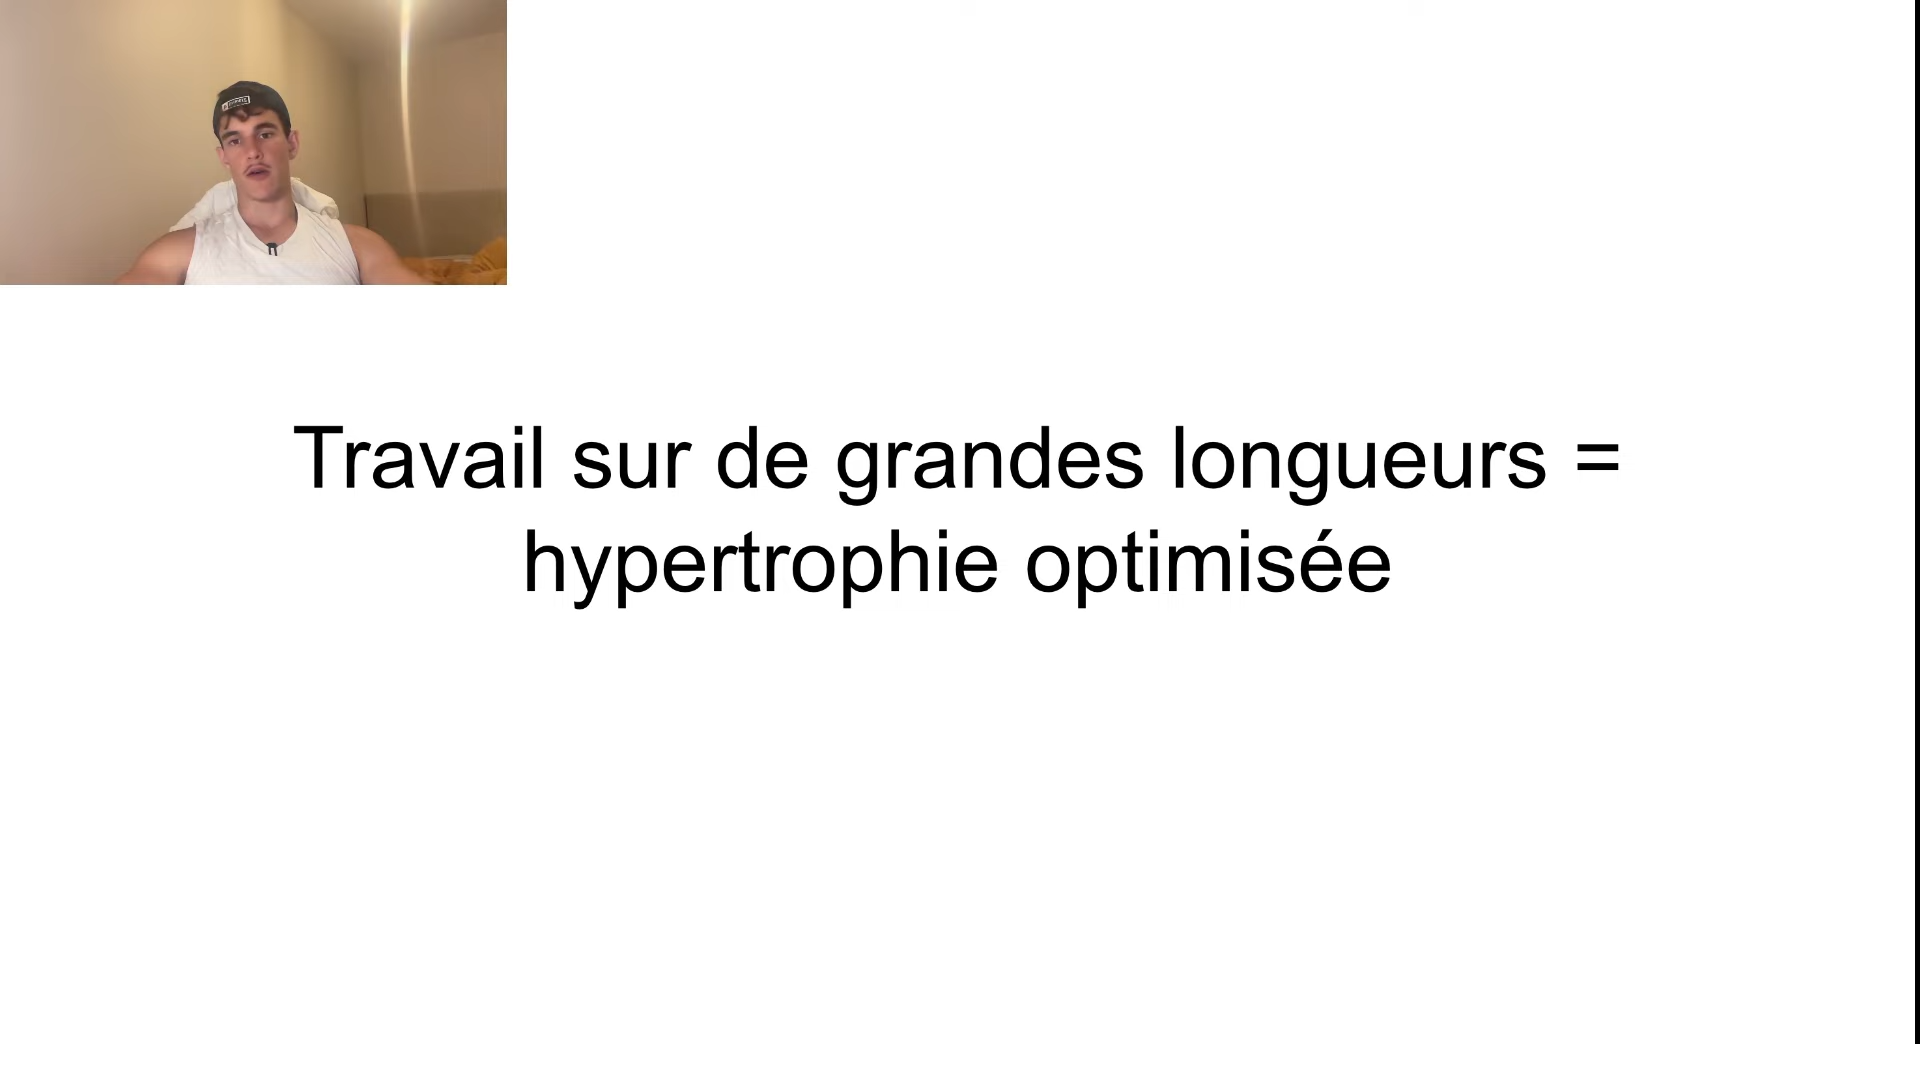 Travail sur de grandes longueurs =
hypertrophie optimisée